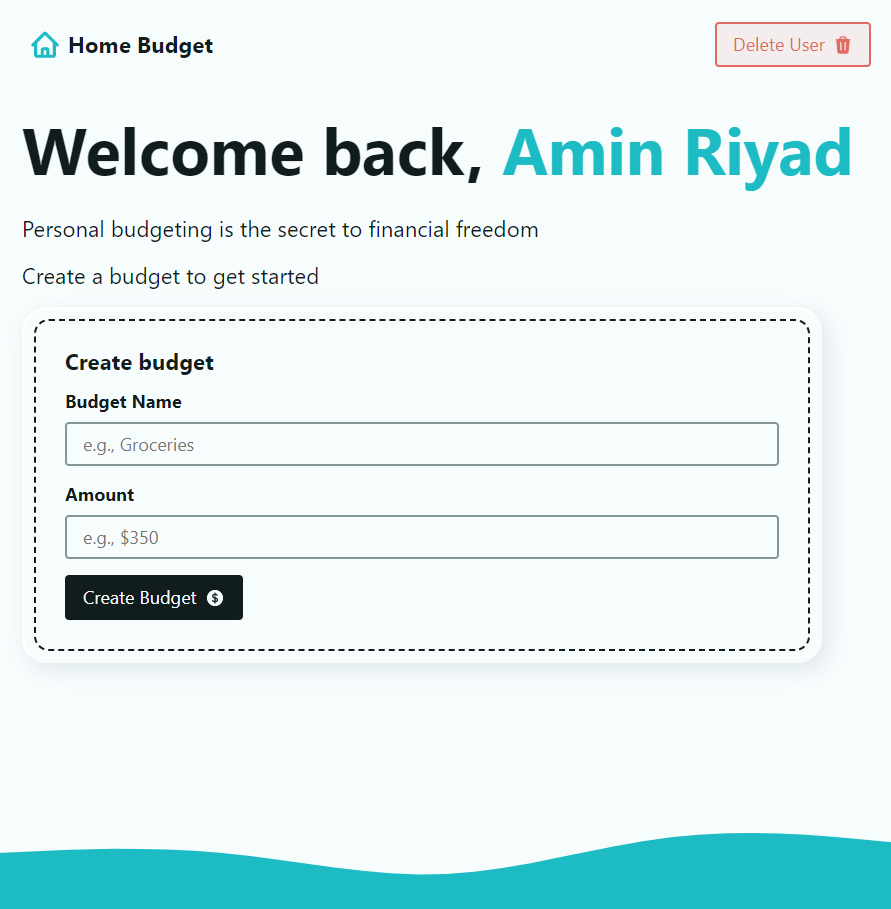 Home Budget
Delete User
Welcome back, Amin Riyad
Personal budgeting is the secret to financial freedom
Create a budget to get started
Create budget
Budget Name
e.g., Groceries
Amount
e.g., $350
Create Budget $